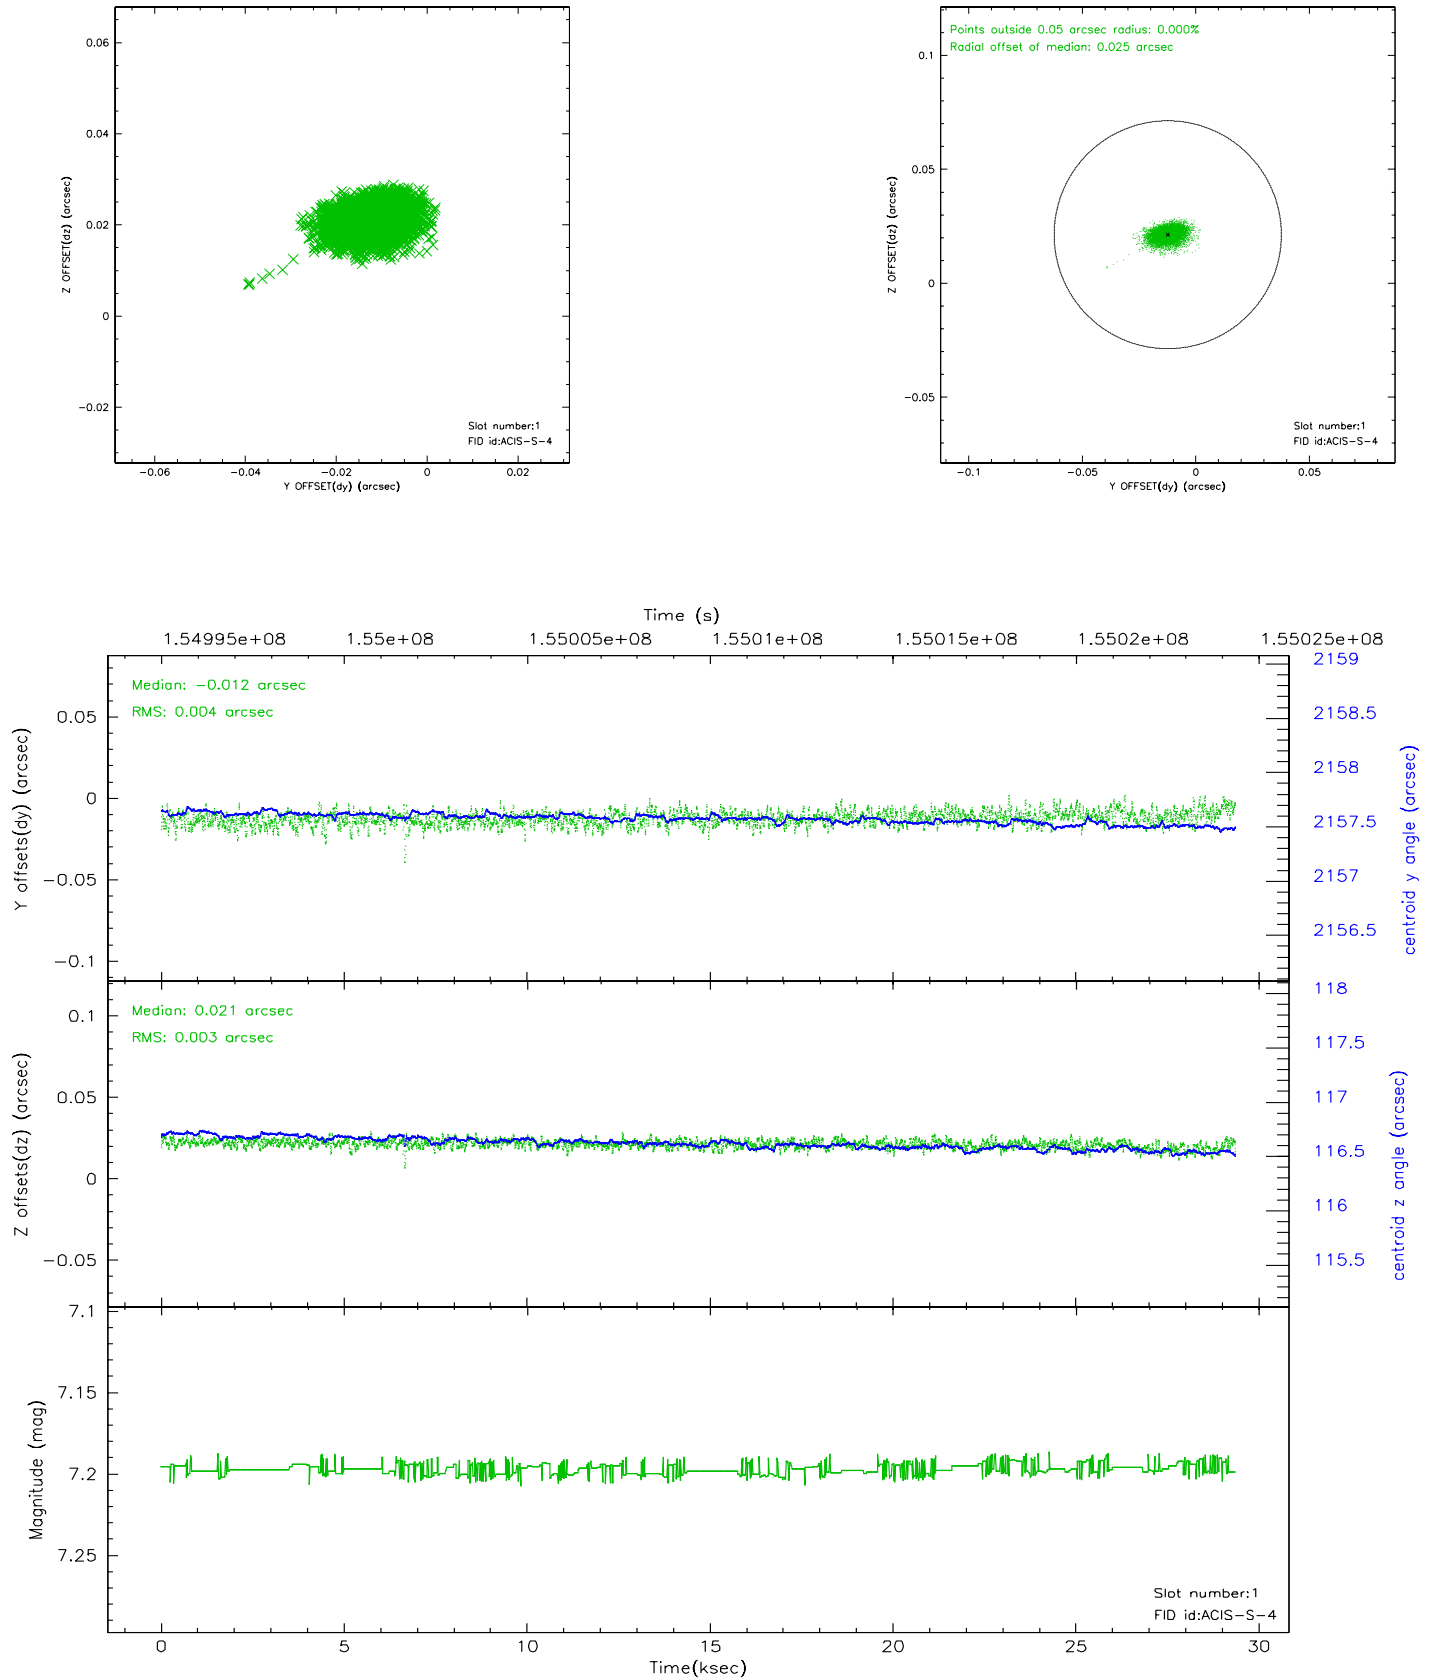 0.06
0.04
0.02
0
−0.02
−0.06
−0.04
−0.02
0
0.02
Z OFFSET(dz) (arcsec)
Y OFFSET(dy) (arcsec)
Slot number:1
FID id:ACIS−S−4
Points outside 0.05 arcsec radius: 0.000%
Radial offset of median: 0.025 arcsec
0.1
0.05
0
−0.05
−0.1
−0.05
0
0.05
Z OFFSET(dz) (arcsec)
Y OFFSET(dy) (arcsec)
Slot number:1
FID id:ACIS−S−4
Time (s)
1.54995e+08
1.55e+08
1.55005e+08
1.5501e+08
1.55015e+08
1.5502e+08
1.55025e+08
Median: −0.012 arcsec
RMS: 0.004 arcsec
0.05
0
−0.05
−0.1
Y offsets(dy) (arcsec)
2159
2158.5
2158
2157.5
2157
2156.5
centroid y angle (arcsec)
Median: 0.021 arcsec
RMS: 0.003 arcsec
0.1
0.05
0
−0.05
Z offsets(dz) (arcsec)
118
117.5
117
116.5
116
115.5
centroid z angle (arcsec)
7.1
7.15
7.2
7.25
Magnitude (mag)
Slot number:1
FID id:ACIS−S−4
0
5
10
15
20
25
30
Time(ksec)